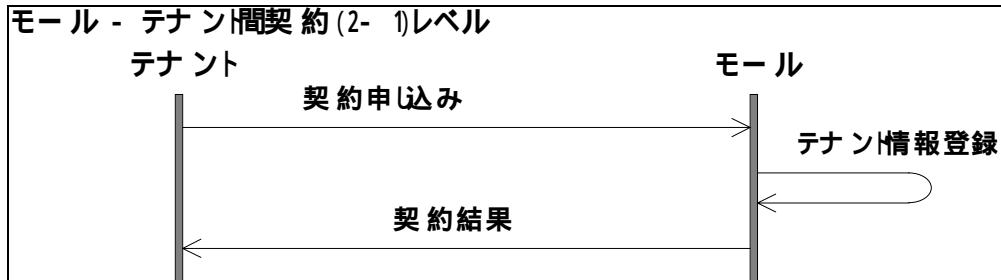 モール - テナント間契約(2- 1)レベル
テナント
モール
契約申し込み
テナント情報登録
契約結果